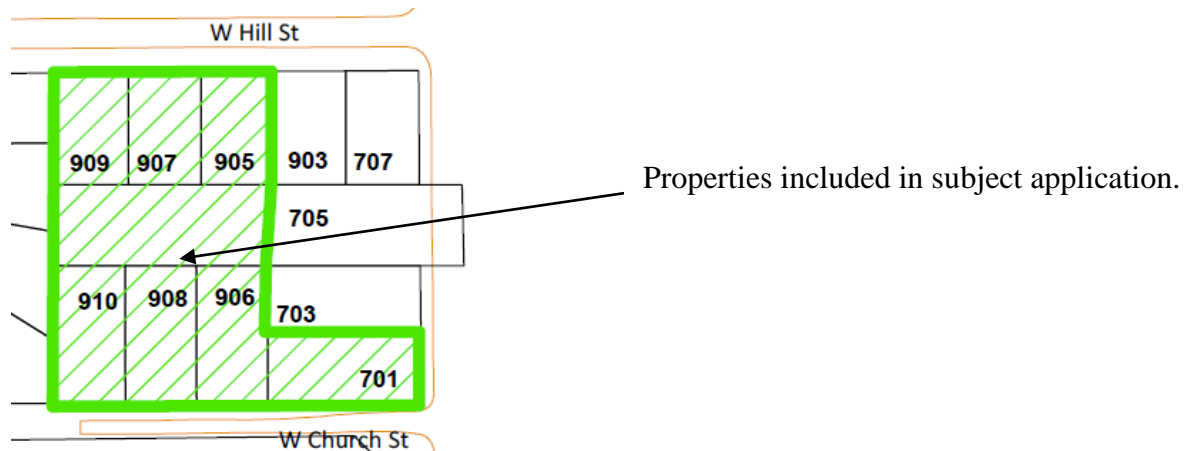 W Hill St
909 907 905 903 707
Properties included in subject application.
705
910 908 906
703
701
W Church St